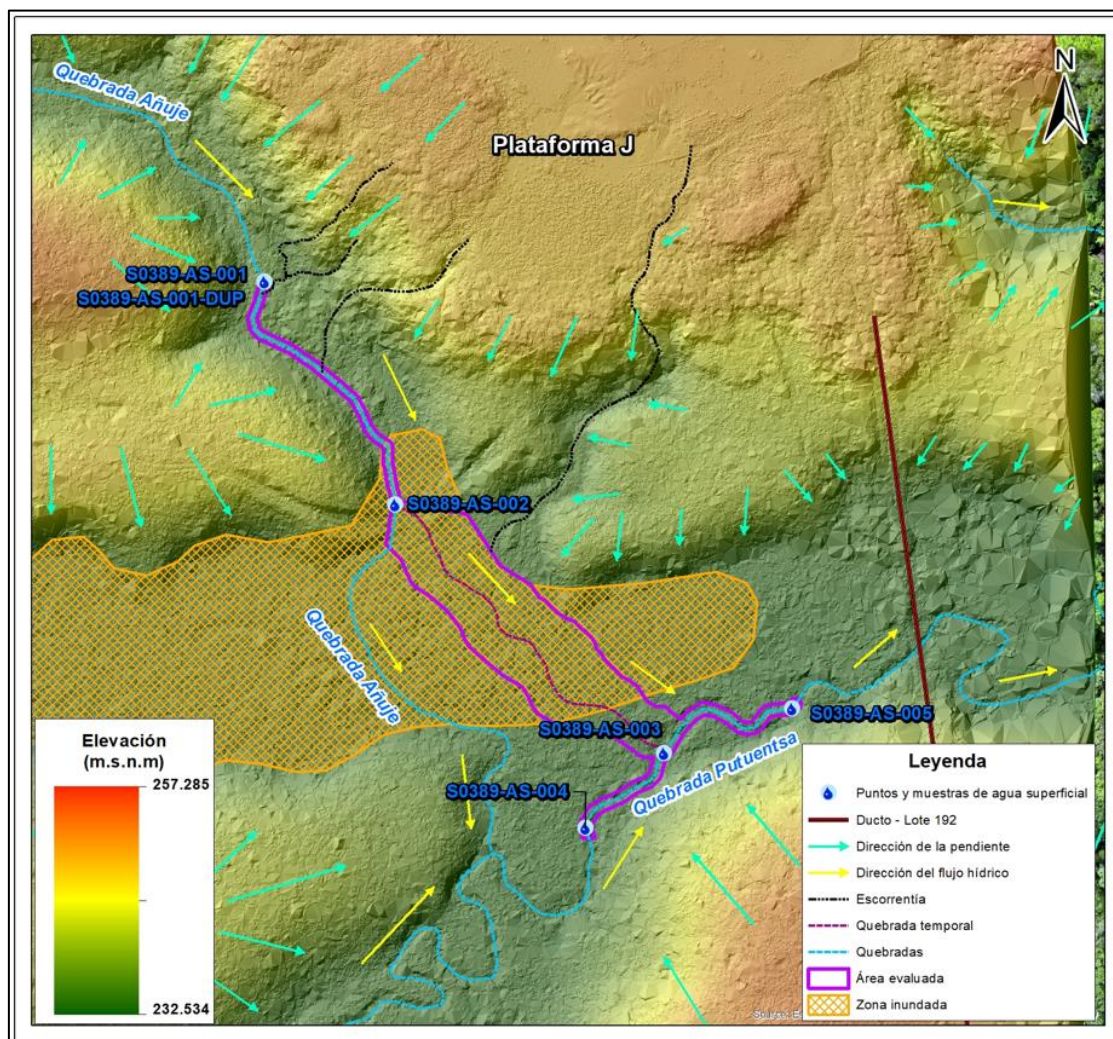 N
Quebrada Añuje
Plataforma J
S0389-AS-001
S0389-AS-001-DUP
S0389-AS-002
Quebrada Añuje
S0389-AS-003
S0389-AS-005
S0389-AS-004
Quebrada Putuentsa
Elevación
(m.s.n.m)
257.285
232.534
Leyenda
Puntos y muestras de agua superficial
Ducto - Lote 192
Dirección de la pendiente
Dirección del flujo hídrico
Escorrentía
Quebrada temporal
Quebradas
Área evaluada
Zona inundada